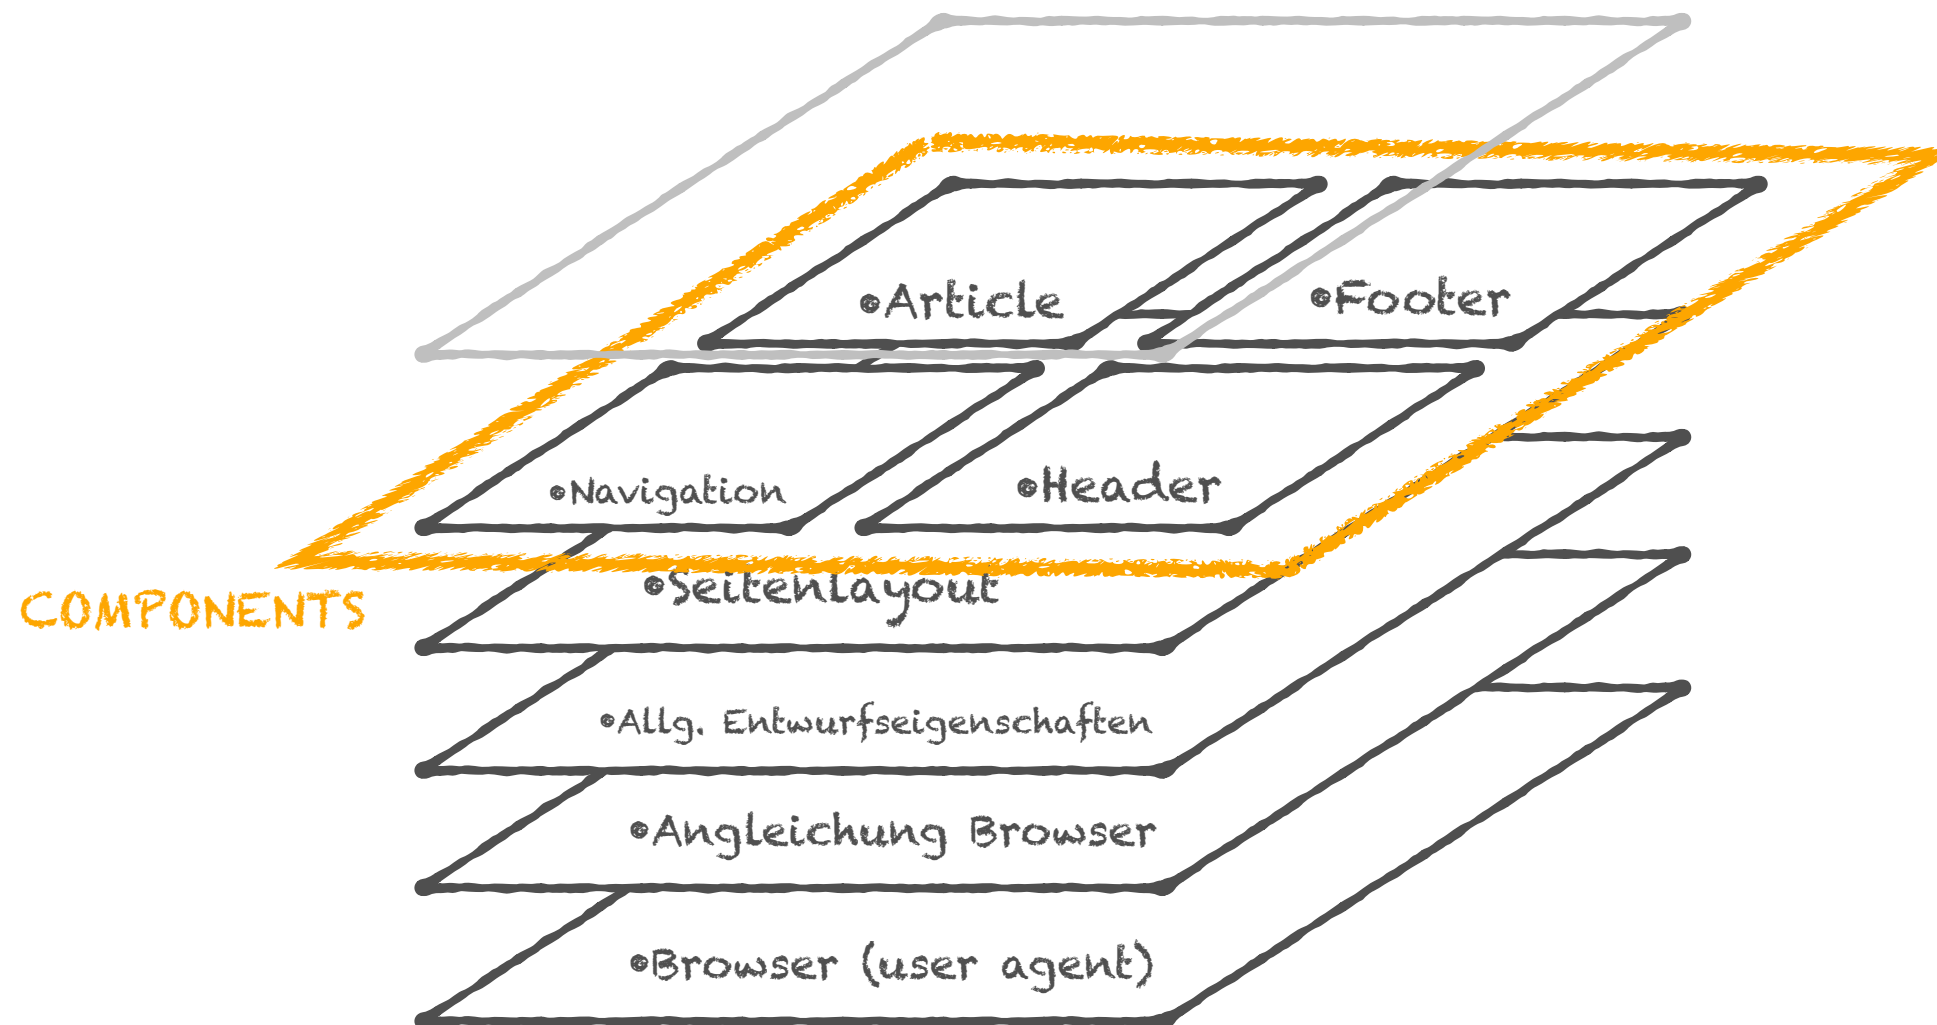 •Article
•Footer
•Navigation
•Header
COMPONENTS
•Seitenlayout
•Allg. Entwurfseigenschaften
•Angleichung Browser
•Browser (user agent)